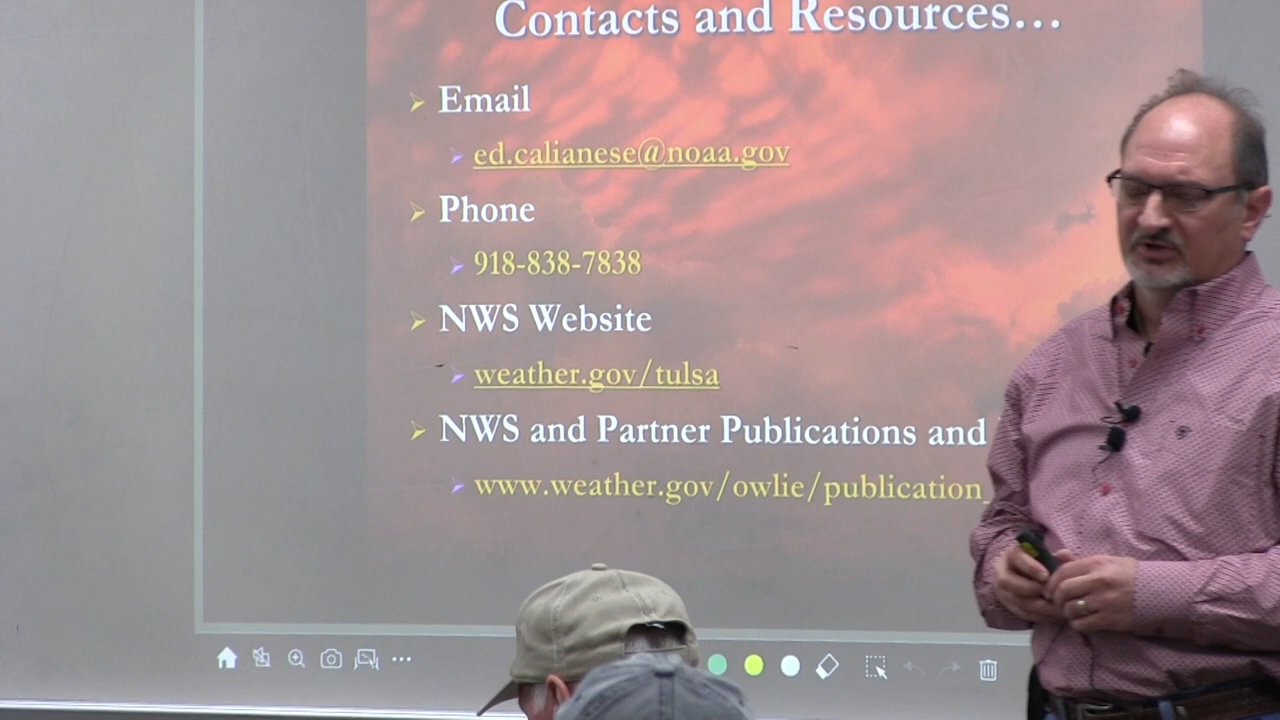 Contacts and Resources…
Email
ed.calianese@noaa.gov
Phone
918-838-7838
NWS Website
weather.gov/tulsa
NWS and Partner Publications and
www.weather.gov/owlie/publication_